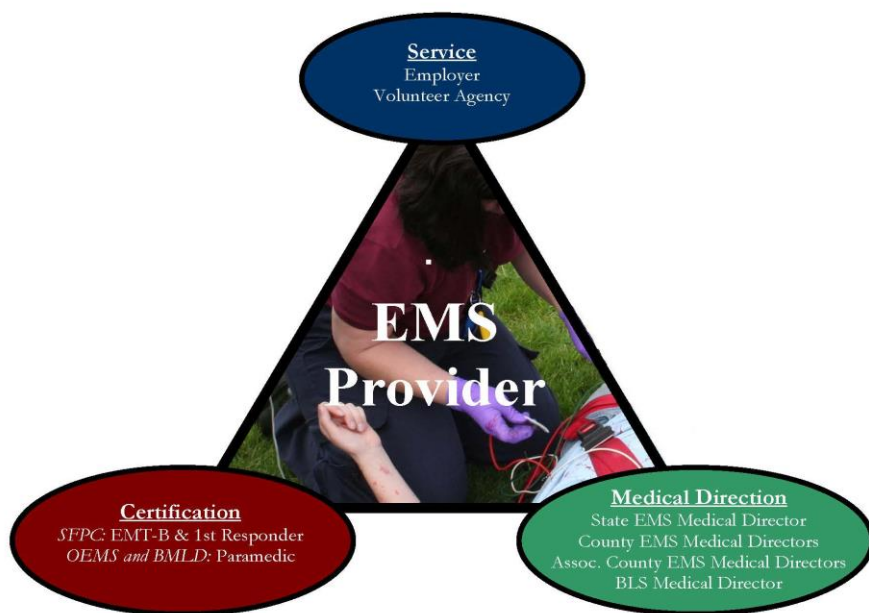 Service
Employer
Volunteer Agency
EMS
Provider
Certification
SFPC: EMT-B & 1st Responder
OEMS and BMLD: Paramedic
Medical Direction
State EMS Medical Director
County EMS Medical Directors
Assoc. County EMS Medical Directors
BLS Medical Director